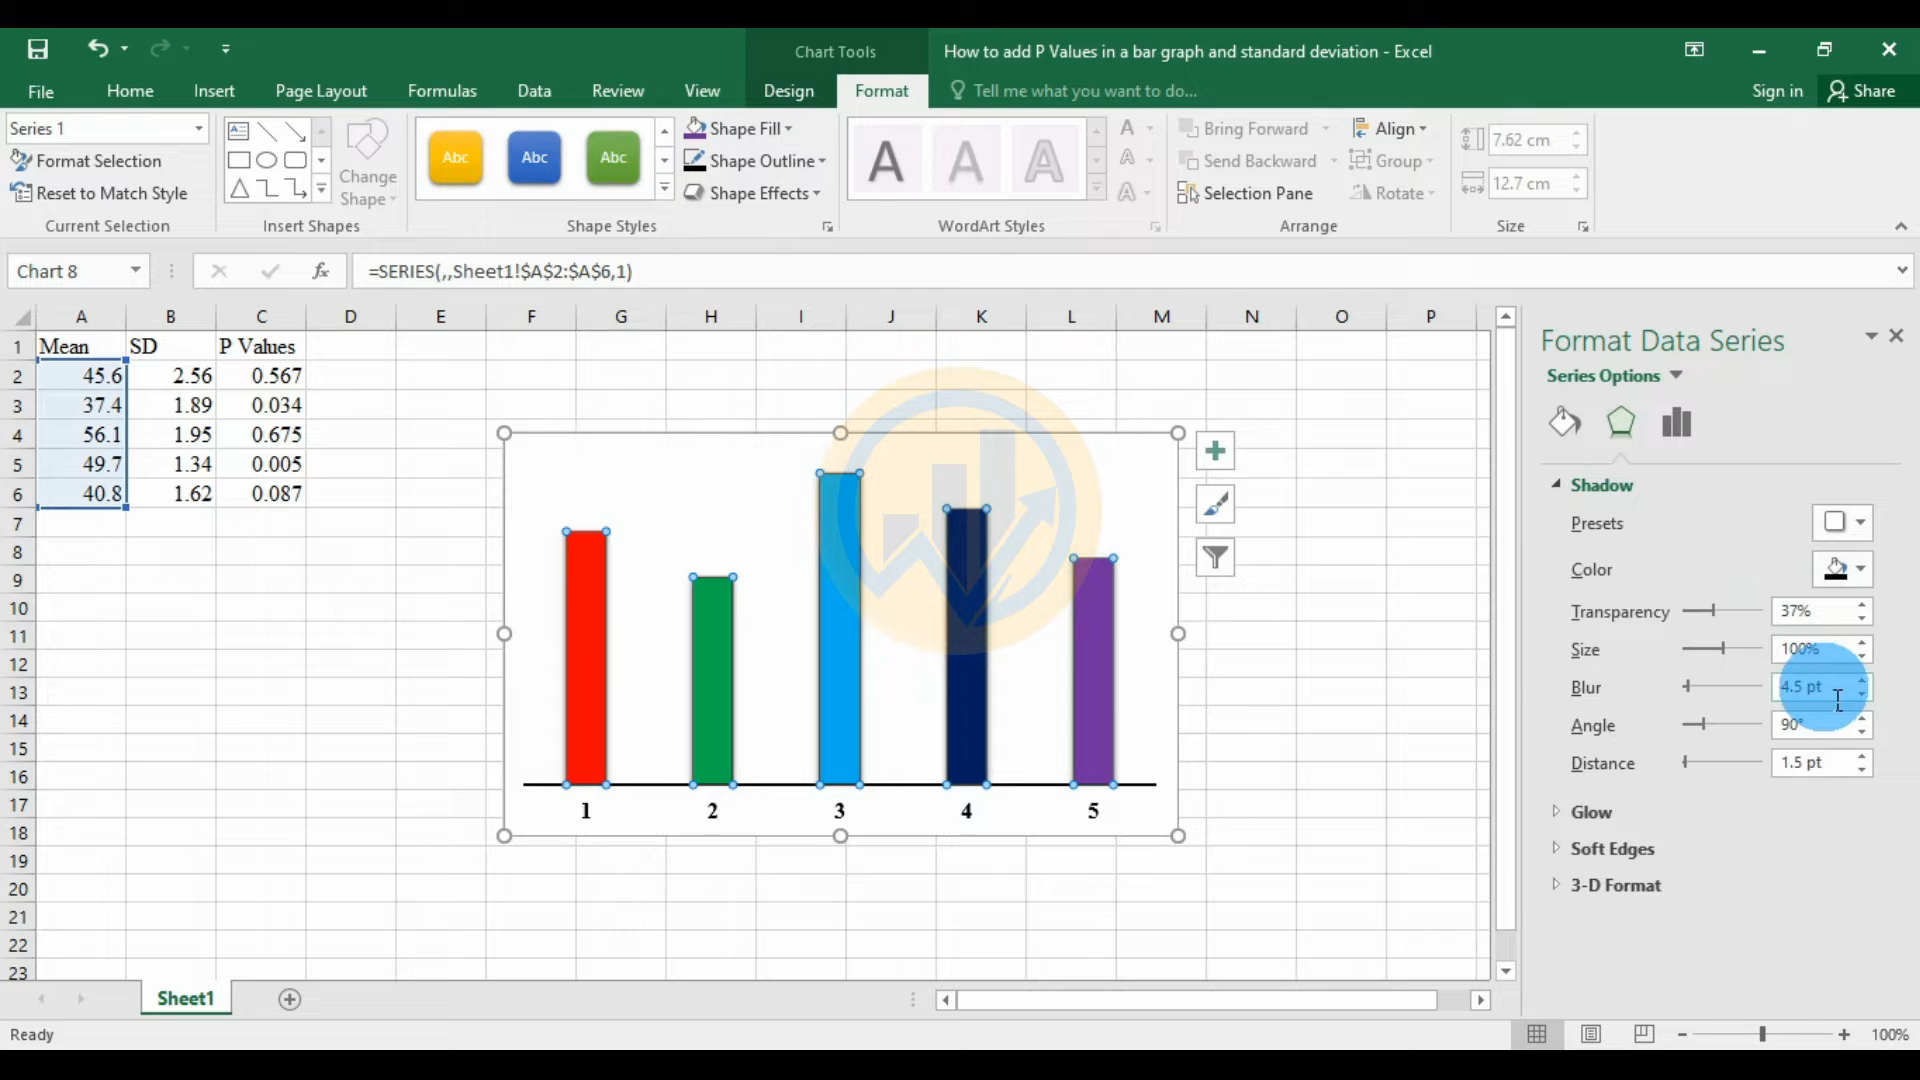 Chart Tools
How to add P Values in a bar graph and standard deviation - Excel
File Home Insert Page Layout Formulas Data Review View Design Format Tell me what you want to do... Sign in Share
Series 1
Format Selection
Reset to Match Style
Current Selection
Change Shape
Insert Shapes
Abc Abc Abc
Shape Fill
Shape Outline
Shape Effects
Shape Styles
A A A
WordArt Styles
A
A
A
Bring Forward
Send Backward
Selection Pane
Align
Group
Rotate
Arrange
7.62 cm
12.7 cm
Size
Chart 8
fx
=SERIES(,,Sheet1!$A$2:$A$6,1)
A B C D E F G H I J K L M N O P
1 Mean SD P Values
2 45.6 2.56 0.567
3 37.4 1.89 0.034
4 56.1 1.95 0.675
5 49.7 1.34 0.005
6 40.8 1.62 0.087
7
8
9
10
11
12
13
14
15
16
17
18
19
20
21
22
23
1 2 3 4 5
Format Data Series
Series Options
Shadow
Presets
Color
Transparency 37%
Size 100%
Blur 4.5 pt
Angle 90°
Distance 1.5 pt
Glow
Soft Edges
3-D Format
Sheet1
Ready
100%